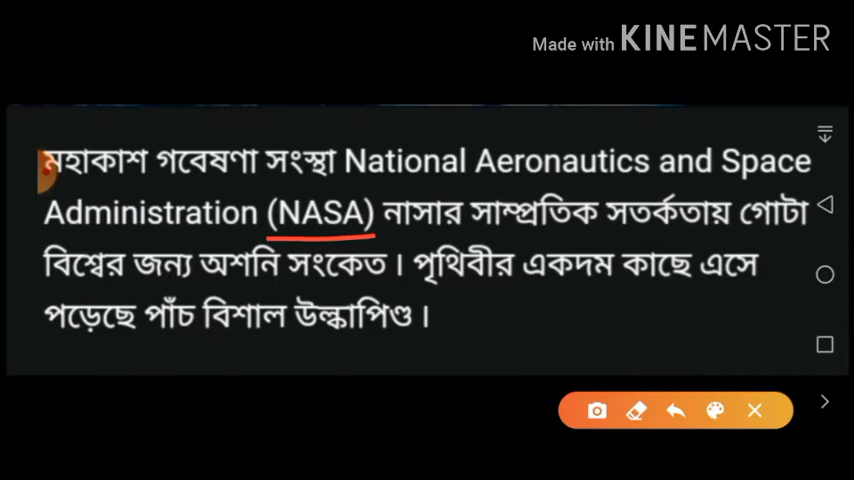 Made with KINEMASTER
মহাকাশ গবেষণা সংস্থা National Aeronautics and Space
Administration (NASA) নাসার সাম্প্রতিক সতর্কতায় গোটা
বিশ্বের জন্য অশনি সংকেত। পৃথিবীর একদম কাছে এসে
পড়েছে পাঁচ বিশাল উল্কাপিণ্ড।